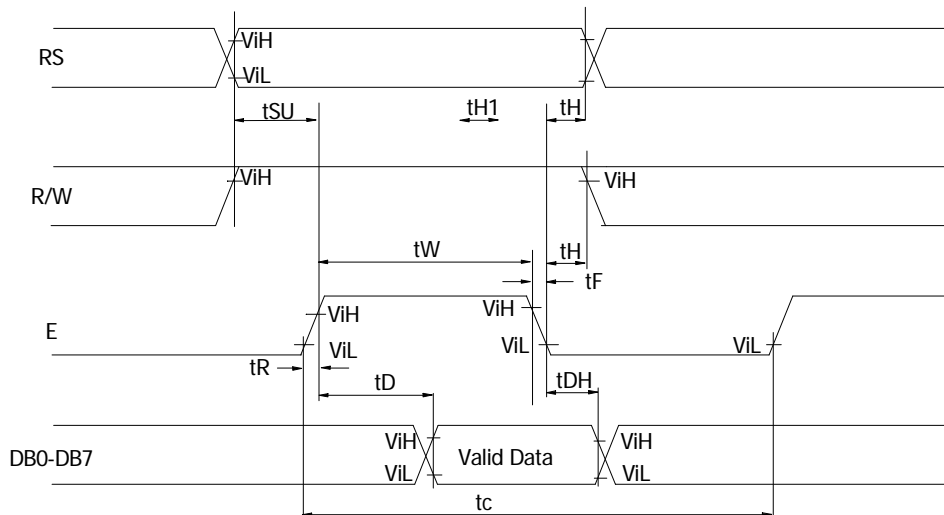 ViH
RS
ViL
tSU
tH1
tH
ViH
ViH
R/W
tW
tH
tF
ViH
ViH
E
ViL
ViL
ViL
tR
tD
tDH
ViH
ViH
DB0-DB7
Valid Data
ViL
ViL
tc